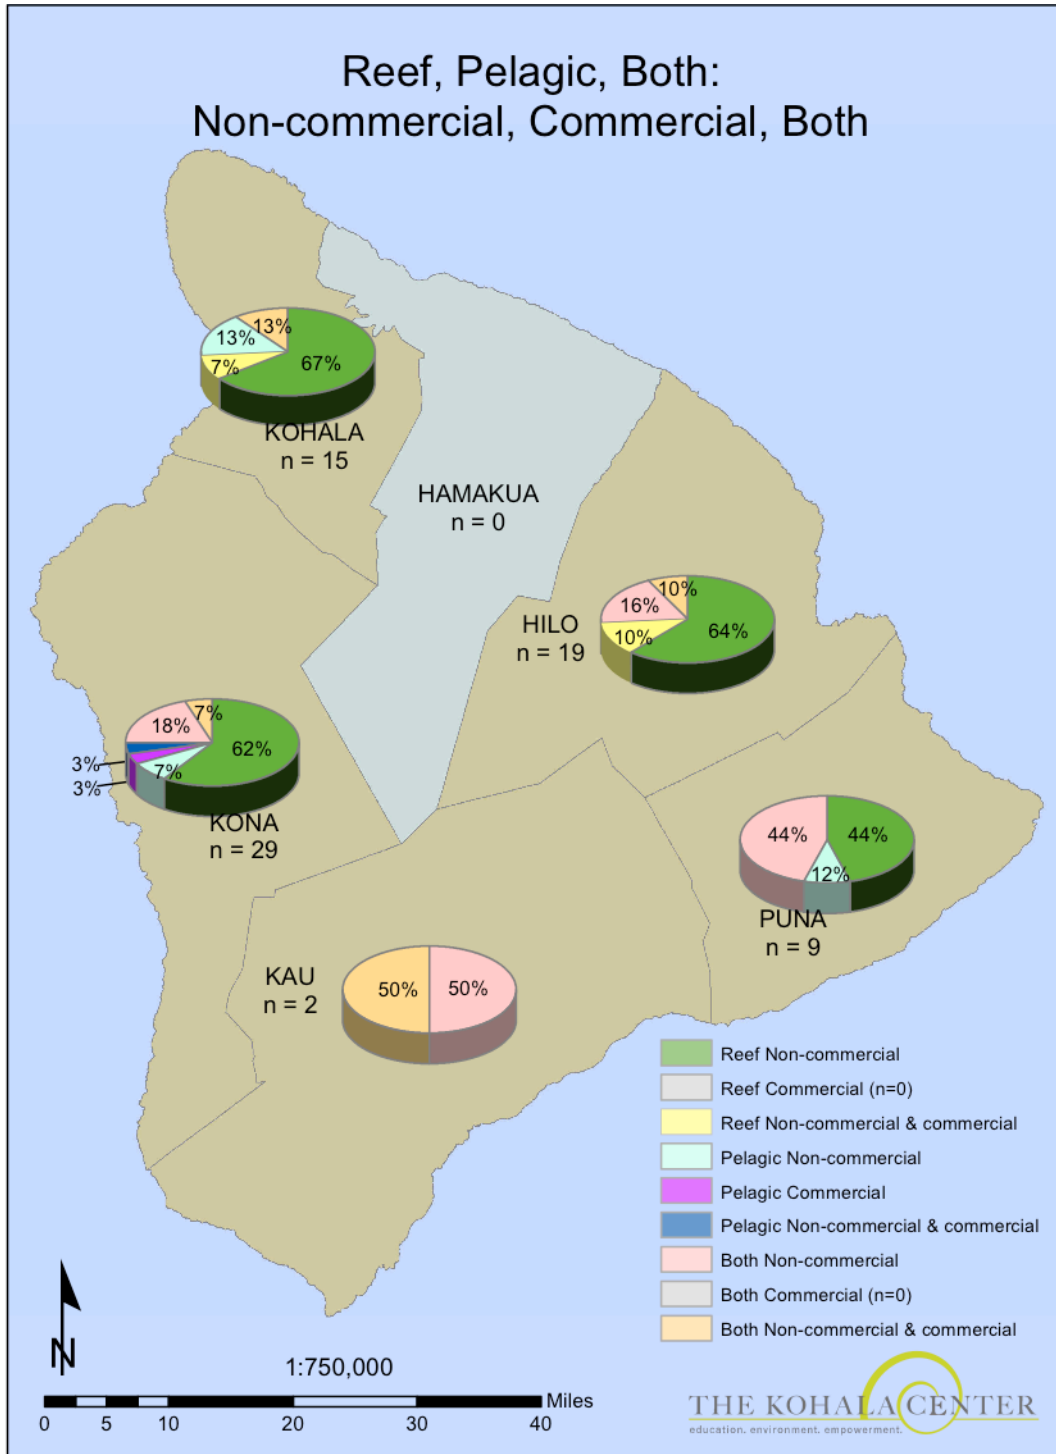 Reef, Pelagic, Both:
Non-commercial, Commercial, Both
13%
13%
7%
67%
KOHALA
n = 15
HAMAKUA
n = 0
10%
16%
10%
64%
HILO
n = 19
7%
18%
62%
3%
3%
7%
KONA
n = 29
44%
44%
12%
PUNA
n = 9
KAU
n = 2
50%
50%
Reef Non-commercial
Reef Commercial (n=0)
Reef Non-commercial & commercial
Pelagic Non-commercial
Pelagic Commercial
Pelagic Non-commercial & commercial
Both Non-commercial
Both Commercial (n=0)
Both Non-commercial & commercial
N
1:750,000
Miles
0 5 10 20 30 40
THE KOHALA CENTER
education. environment. empowerment.